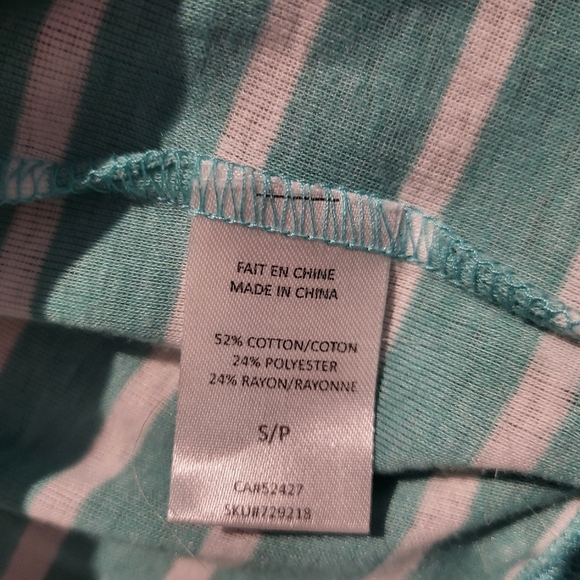 FAIT EN CHINE
MADE IN CHINA
52% COTTON/COTON
24% POLYESTER
24% RAYON/RAYONNE
S/P
CA#52427
SKU#729218